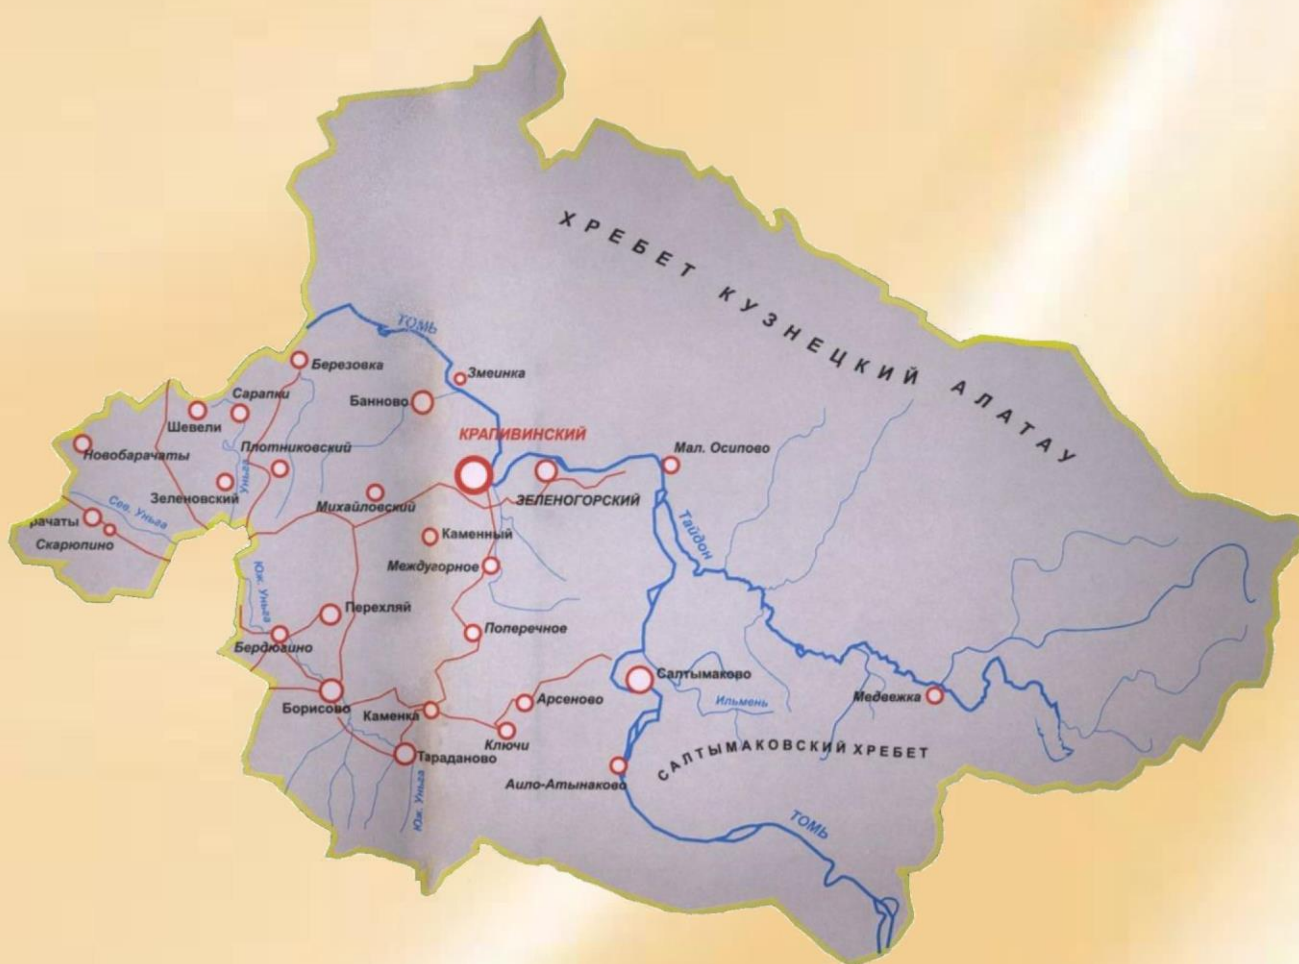 ХРЕБЕТ КУЗНЕЦКИЙ АЛАТАУ
ТОМЬ
Березовка
Змеинка
Сарапки
Банново
Шевели
КРАПИВИНСКИЙ
Плотниковский
Мал. Осипово
Новобарачаты
Уньга
Зеленовский
Михайловский
ЗЕЛЕНОГОРСКИЙ
Сев. Уньга
рачаты
Тайдон
Скарюпино
Каменный
Междугорное
Юж. Уньга
Перехляй
Поперечное
Бердюгино
Салтымаково
Медвежка
Арсеново
Ильмень
Борисово
Каменка
Ключи
САЛТЫМАКОВСКИЙ ХРЕБЕТ
Тараданово
Аило-Атынаково
Юж. Уньга
ТОМЬ